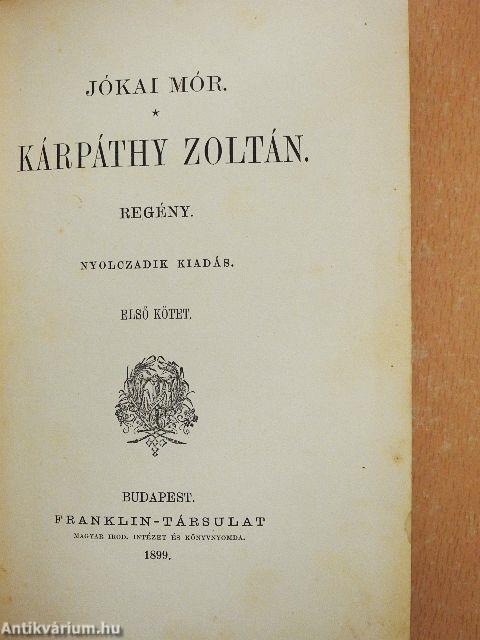 JÓKAI MÓR.
*
KÁRPÁTHY ZOLTÁN.
REGÉNY.
NYOLCZADIK KIADÁS.
ELSŐ KÖTET.
BUDAPEST.
FRANKLIN-TÁRSULAT
MAGYAR IROD. INTÉZET ÉS KÖNYVNYOMDA.
1899.
Antikvárium.hu